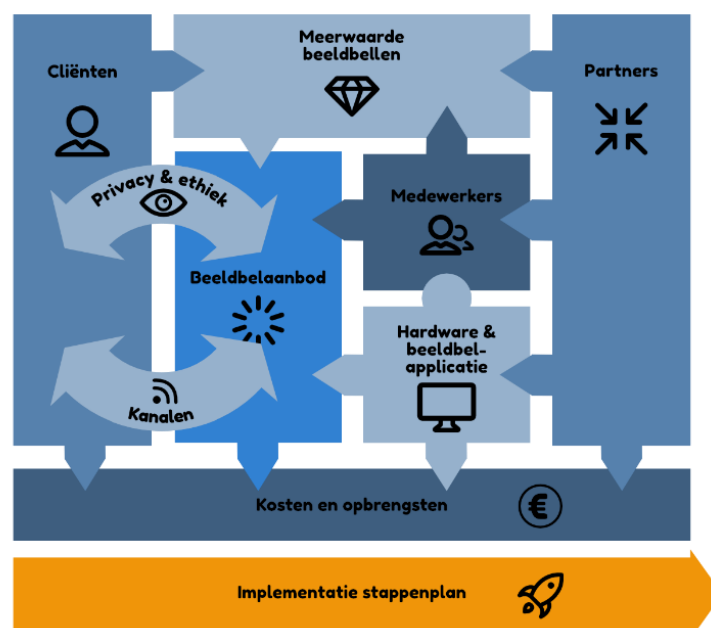 Meerwaarde
beeldbellen
Cliënten
Partners
Privacy & ethiek
Medewerkers
Beeldbelaanbod
Hardware &
beeldbel-
applicatie
Kanalen
Kosten en opbrengsten
€
Implementatie stappenplan